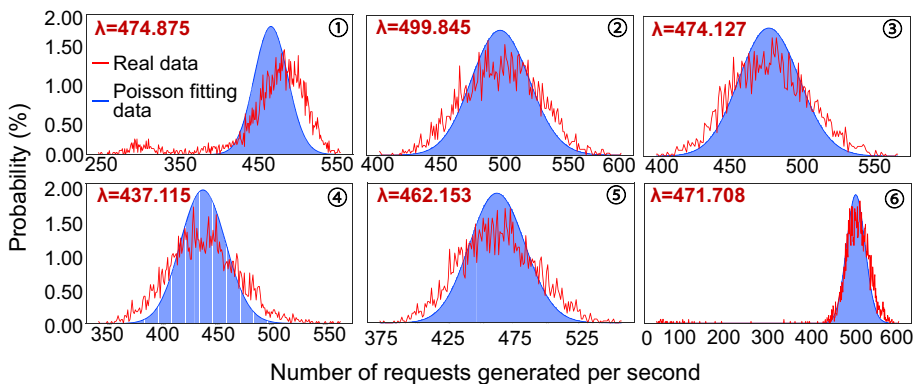 λ=474.875 ①
Real data
Poisson fitting
data
λ=499.845 ②
λ=474.127 ③
2.00
1.50
1.00
0.50
0.00
250 350 450 550
400 450 500 550 600
400 450 500 550
λ=437.115 ④
λ=462.153 ⑤
λ=471.708 ⑥
2.00
1.50
1.00
0.50
0.00
350 400 450 500 550
375 425 475 525
0 100 200 300 400 500 600
Probability (%)
Number of requests generated per second